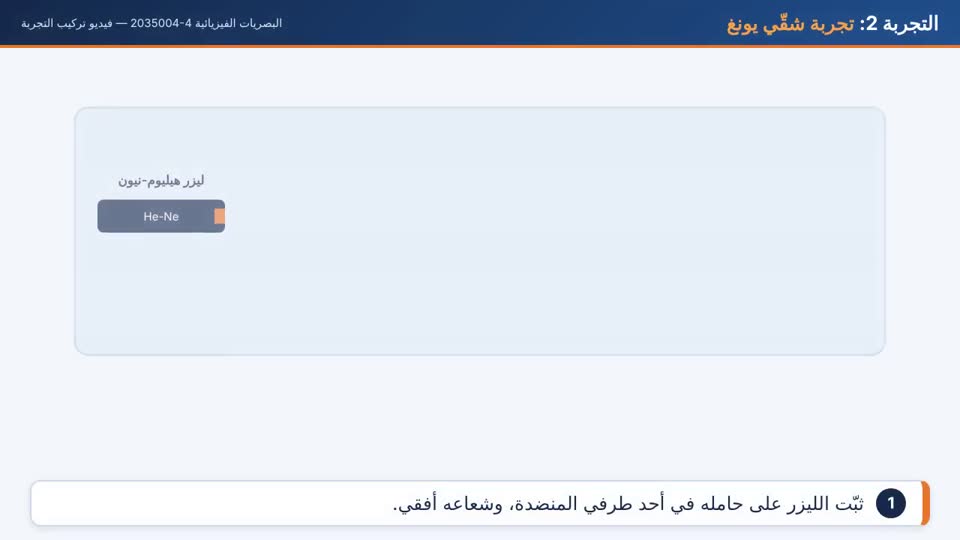 التجربة 2: تجربة شقّي يونغ
البصريات الفيزيائية 4-2035004 — فيديو تركيب التجربة
ليزر هيليوم-نيون
He-Ne
1 ثبّت الليزر على حامله في أحد طرفي المنضدة، وشعاعه أفقي.